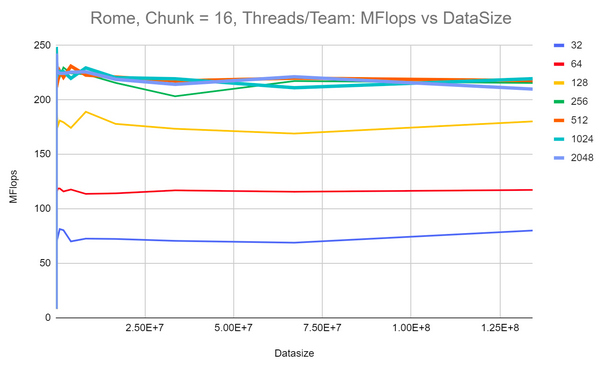 Rome, Chunk = 16, Threads/Team: MFlops vs DataSize
250
200
150
100
50
0
MFlops
2.50E+7
5.00E+7
7.50E+7
1.00E+8
1.25E+8
Datasize
32
64
128
256
512
1024
2048